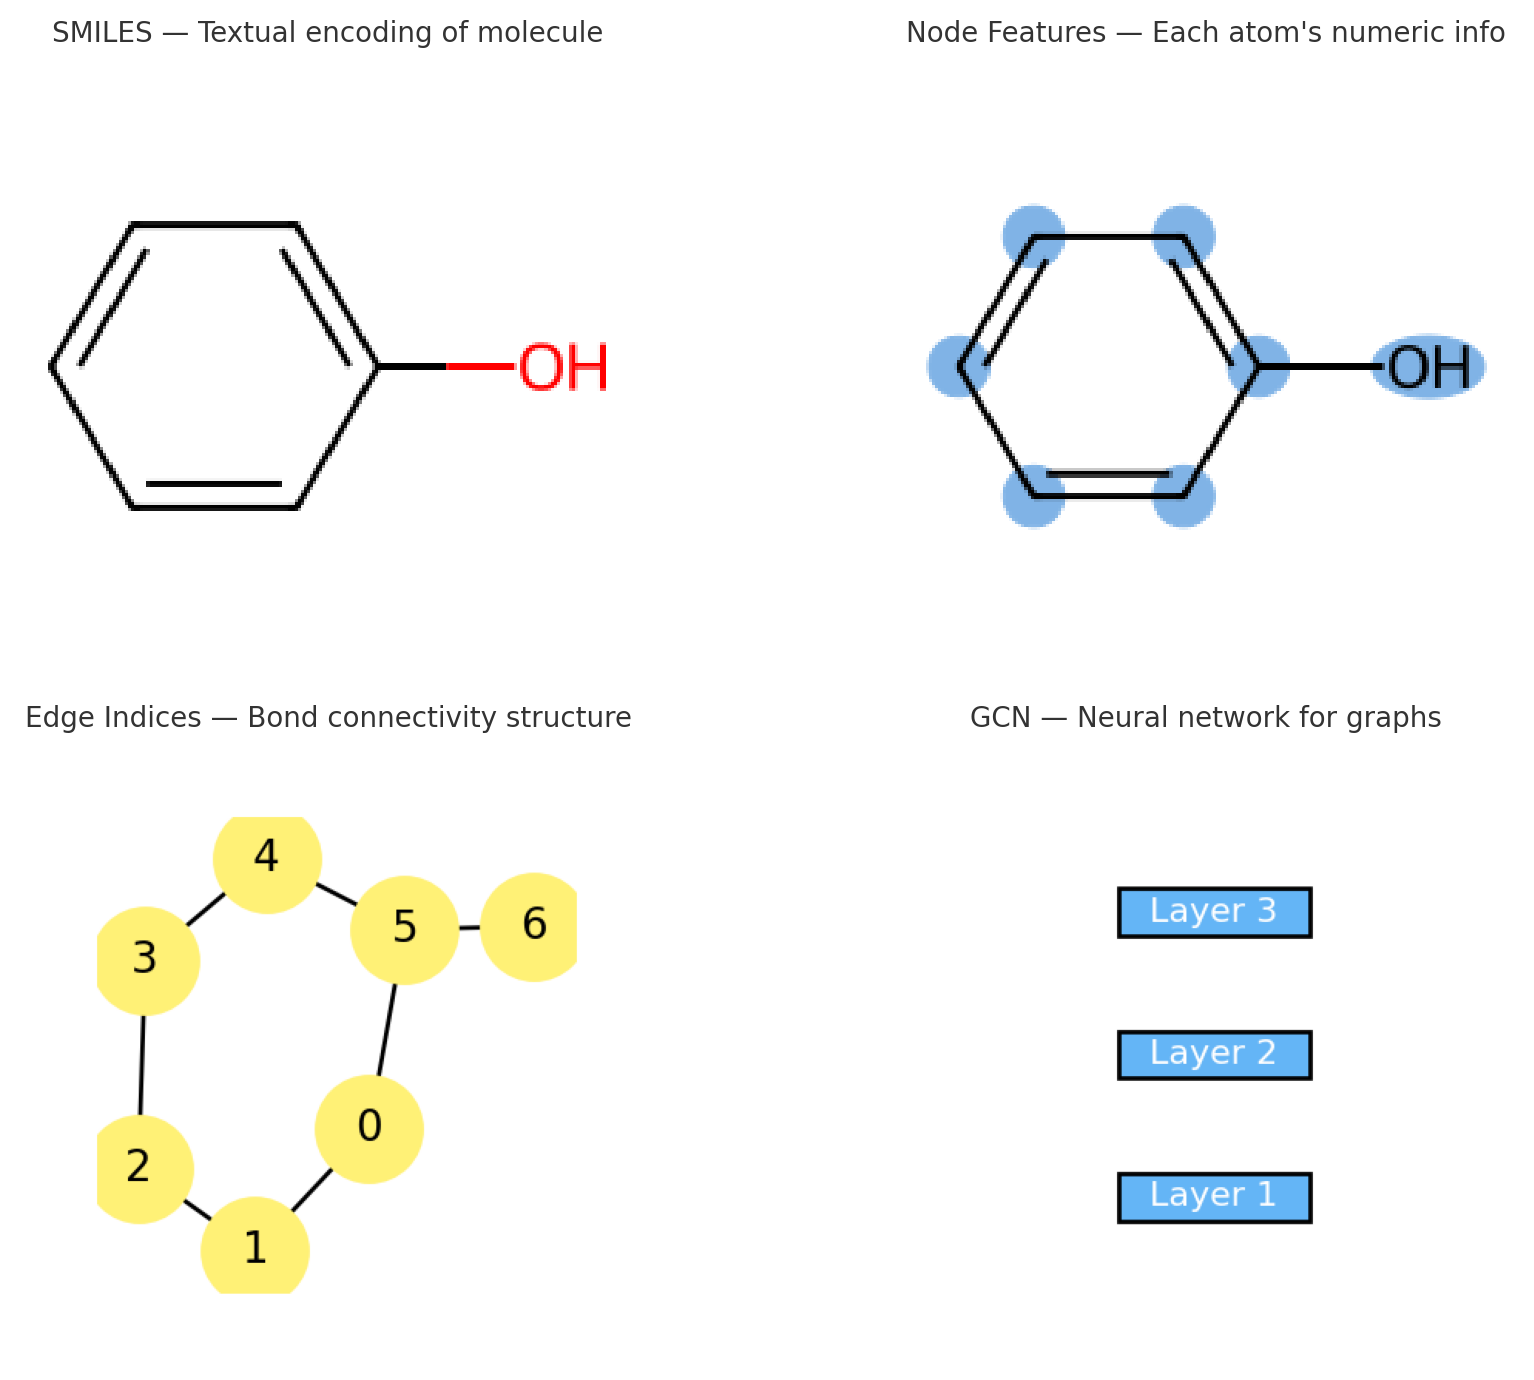 SMILES — Textual encoding of molecule
Node Features — Each atom's numeric info
OH
OH
Edge Indices — Bond connectivity structure
GCN — Neural network for graphs
4
5
6
3
0
2
1
Layer 3
Layer 2
Layer 1